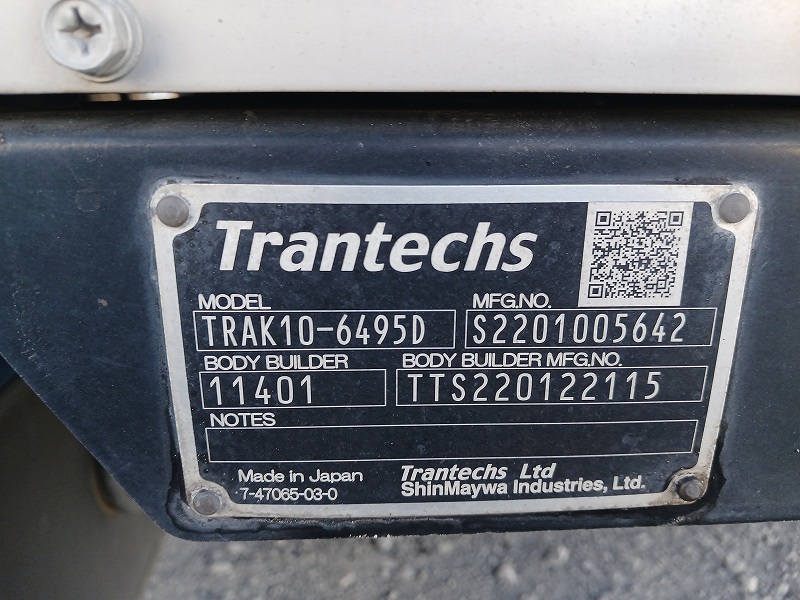 Trantechs
MODEL MFG.NO.
TRAK10-6495D S2201005642
BODY BUILDER BODY BUILDER MFG.NO.
11401 TTS220122115
NOTES
Made in Japan Trantechs Ltd
7-47065-03-0 ShinMaywa Industries, Ltd.